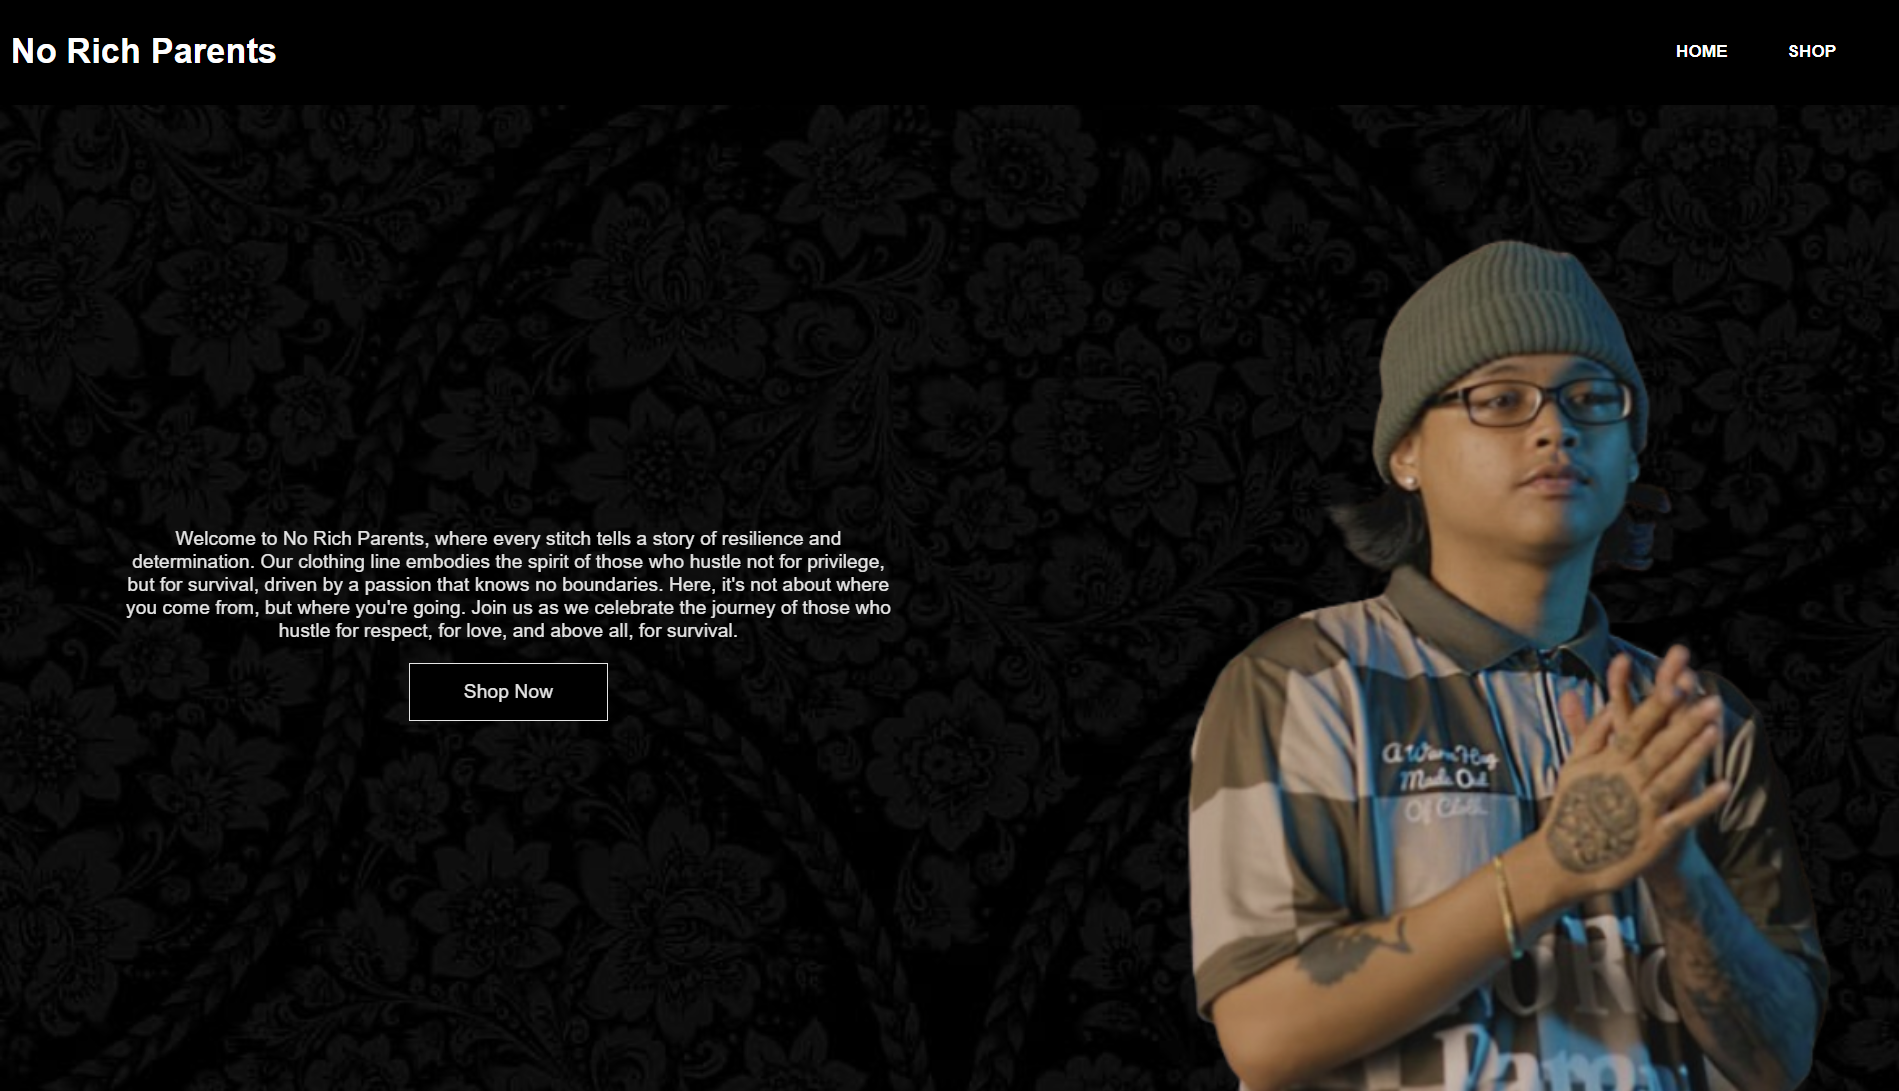 No Rich Parents
HOME
SHOP
Welcome to No Rich Parents, where every stitch tells a story of resilience and
determination. Our clothing line embodies the spirit of those who hustle not for privilege,
but for survival, driven by a passion that knows no boundaries. Here, it's not about where
you come from, but where you're going. Join us as we celebrate the journey of those who
hustle for respect, for love, and above all, for survival.
Shop Now
A Warm Hug
Made Out
Of Cloth